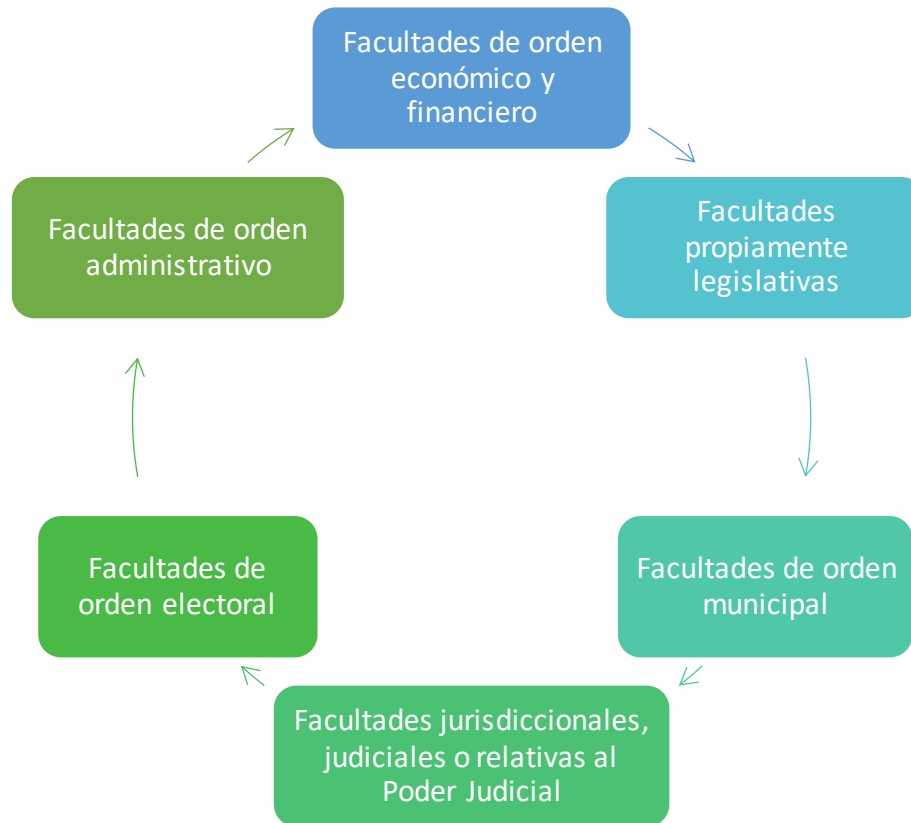 Facultades de orden
económico y
financiero
Facultades
propiamente
legislativas
Facultades de orden
municipal
Facultades jurisdiccionales,
judiciales o relativas al
Poder Judicial
Facultades de
orden electoral
Facultades de orden
administrativo